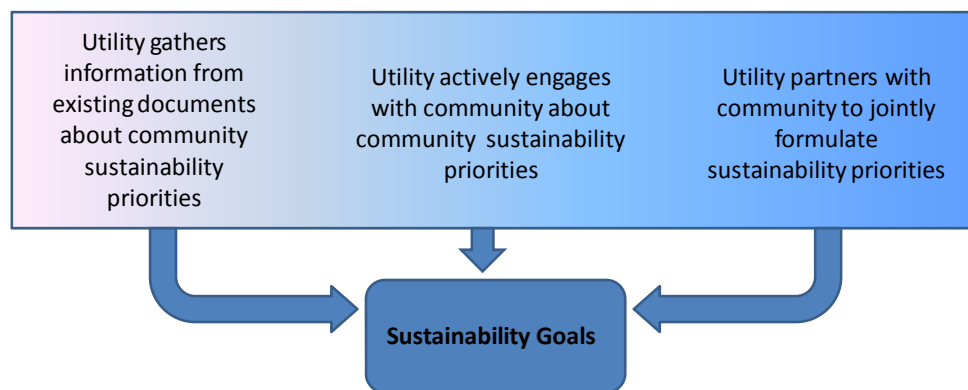 Utility gathers
information from
existing documents
about community
sustainability
priorities
Utility actively engages
with community about
community sustainability
priorities
Utility partners with
community to jointly
formulate
sustainability priorities
Sustainability Goals